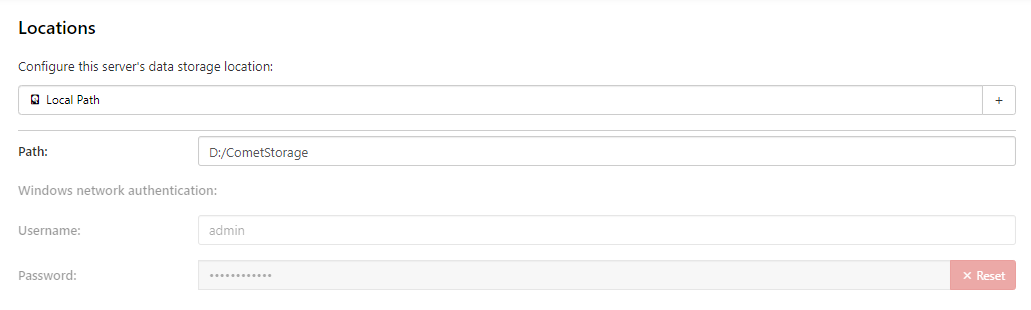 Locations
Configure this server's data storage location:
Local Path +
Path: D:/CometStorage
Windows network authentication:
Username: admin
Password: •••••••••••• × Reset